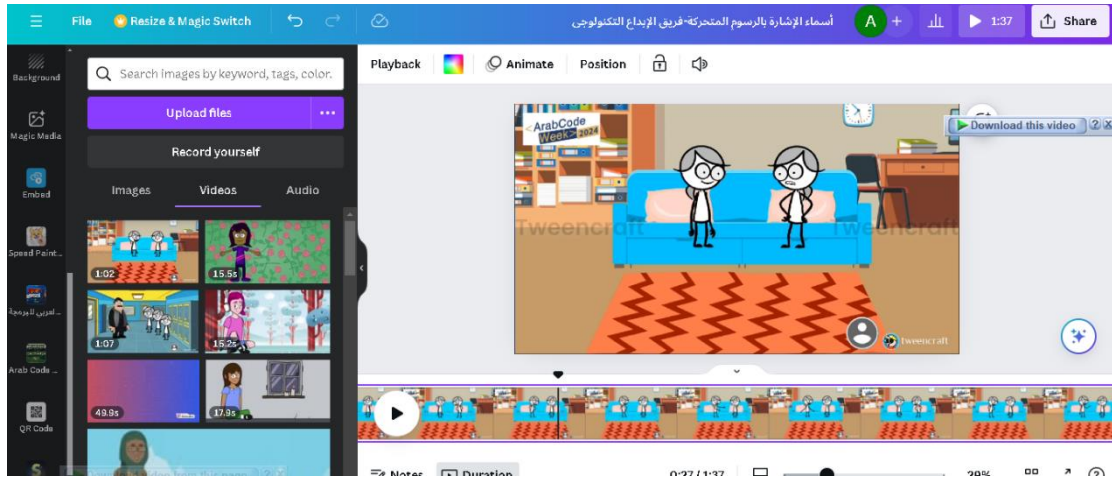 File
Resize & Magic Switch
أسماء الإشارة بالرسوم المتحركة-فريق الإبداع التكنولوجى
A
1:37
Share
Background
Magic Media
Embed
Speed Paint...
Arab Code ...
QR Code
Search images by keyword, tags, color.
Upload files
Record yourself
Images
Videos
Audio
1:02
15.5s
1:07
15.2s
49.9s
17.9s
Playback
Animate
Position
<ArabCode
Week> 2024
Download this video
Tweencraft
Tweencraft
tweencraft
Notes
Duration
0:27 / 1:37
29%